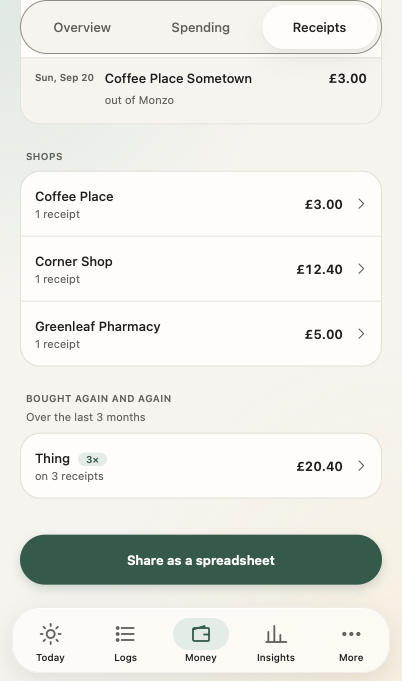 Overview
Spending
Receipts
Sun, Sep 20 Coffee Place Sometown £3.00
out of Monzo
SHOPS
Coffee Place £3.00
1 receipt
Corner Shop £12.40
1 receipt
Greenleaf Pharmacy £5.00
1 receipt
BOUGHT AGAIN AND AGAIN
Over the last 3 months
Thing 3× £20.40
on 3 receipts
Share as a spreadsheet
Today
Logs
Money
Insights
More